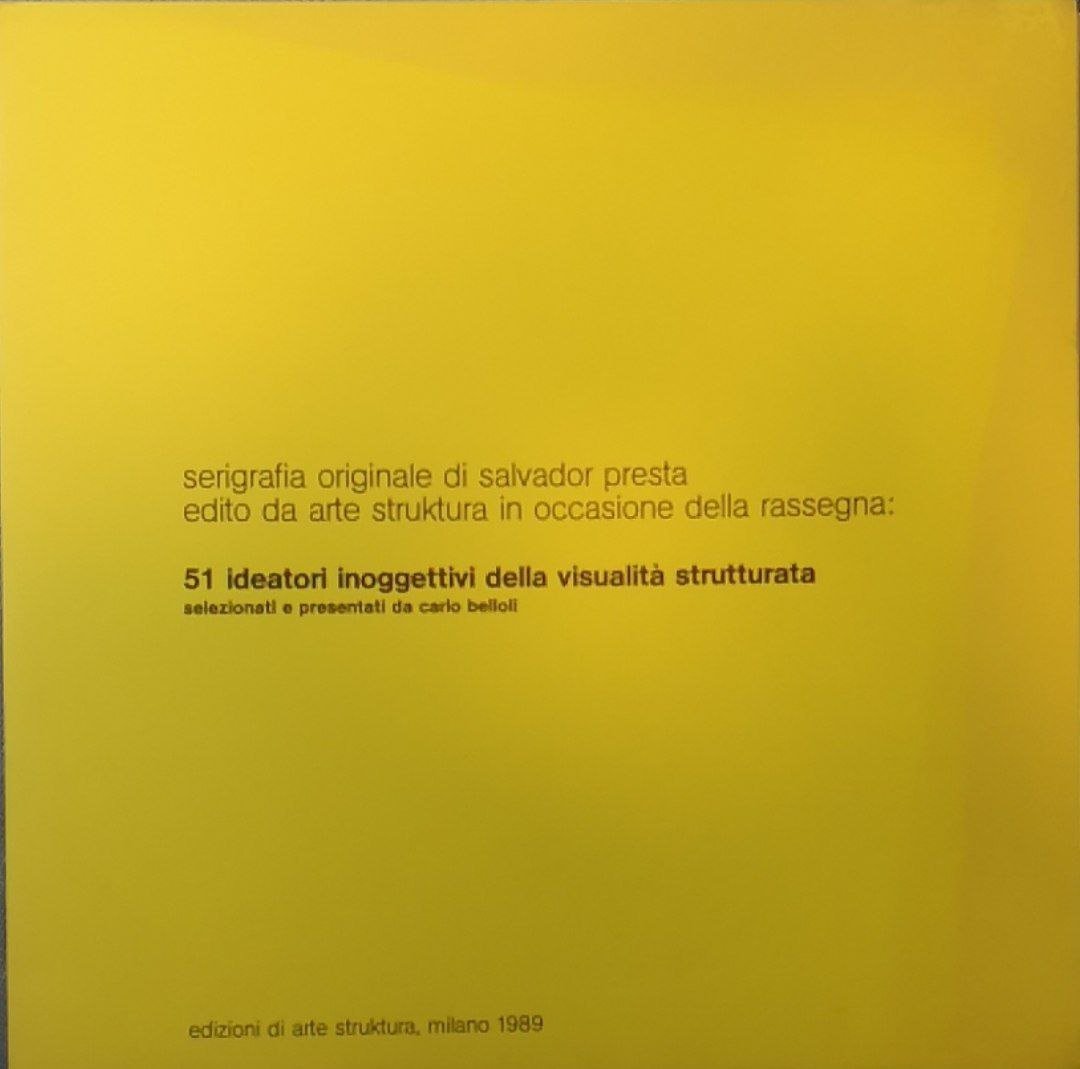 serigrafia originale di salvador presta
edito da arte struktura in occasione della rassegna:
51 ideatori inoggettivi della visualità strutturata
selezionati e presentati da carlo belloli
edizioni di arte struktura, milano 1989